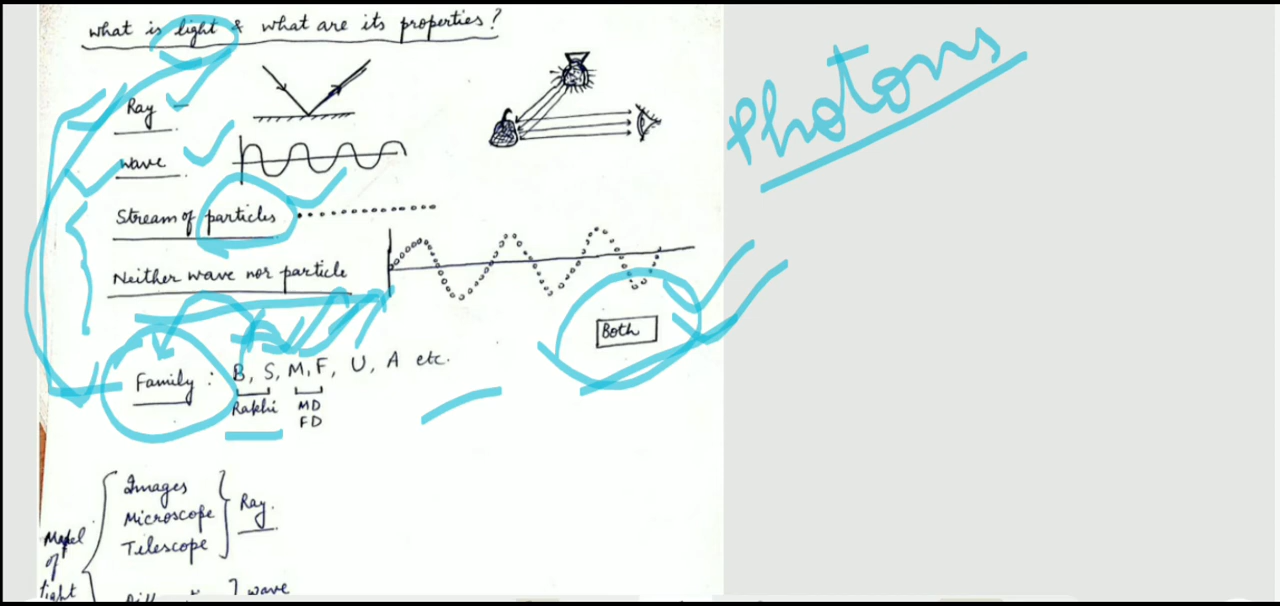 What is light & what are its properties?
Photons
Ray
Wave
Stream of particles
Neither wave nor particle
Both
Family : B, S, M, F, U, A etc.
Rakhi MD
FD
Images
Microscope
Telescope
Ray.
Model
of
light
wave